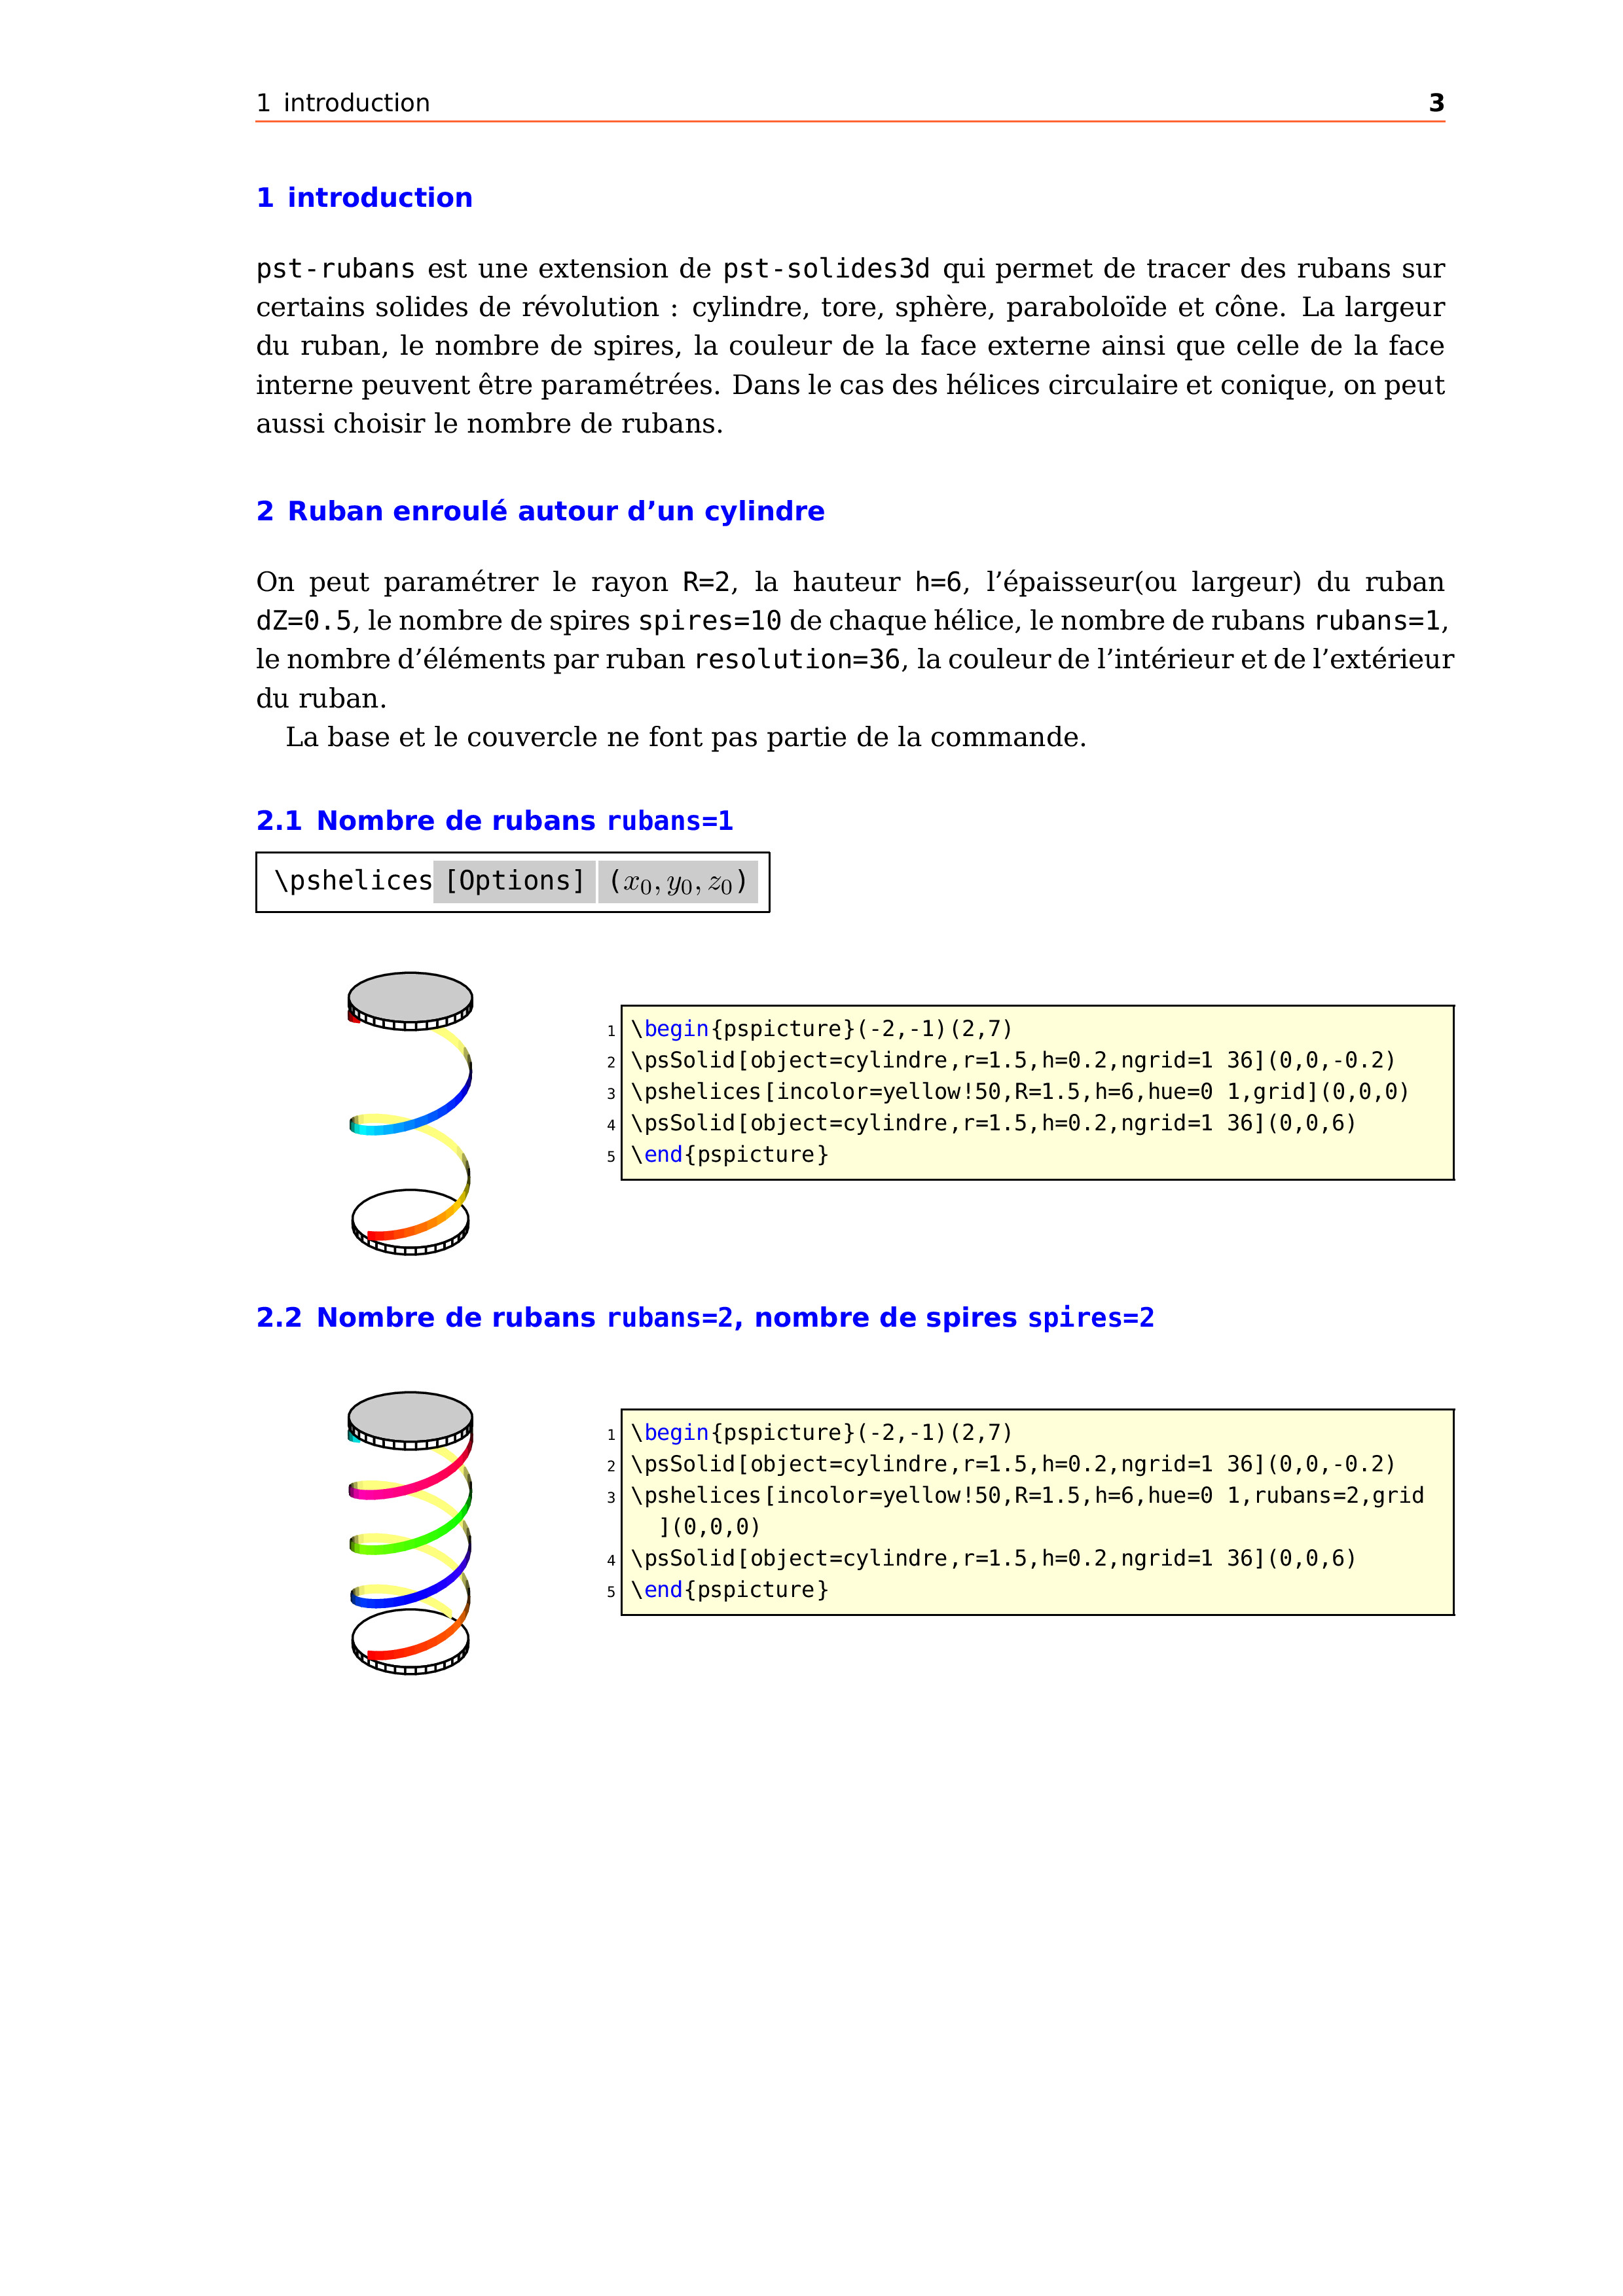 1 introduction 3
1 introduction
pst-rubans est une extension de pst-solides3d qui permet de tracer des rubans sur
certains solides de révolution : cylindre, tore, sphère, paraboloïde et cône. La largeur
du ruban, le nombre de spires, la couleur de la face externe ainsi que celle de la face
interne peuvent être paramétrées. Dans le cas des hélices circulaire et conique, on peut
aussi choisir le nombre de rubans.
2 Ruban enroulé autour d’un cylindre
On peut paramétrer le rayon R=2, la hauteur h=6, l’épaisseur(ou largeur) du ruban
dZ=0.5, le nombre de spires spires=10 de chaque hélice, le nombre de rubans rubans=1,
le nombre d’éléments par ruban resolution=36, la couleur de l’intérieur et de l’extérieur
du ruban.
La base et le couvercle ne font pas partie de la commande.
2.1 Nombre de rubans rubans=1
\pshelices[Options] (x₀, y₀, z₀)
1 \begin{pspicture}(-2,-1)(2,7)
2 \psSolid[object=cylindre,r=1.5,h=0.2,ngrid=1 36](0,0,-0.2)
3 \pshelices[incolor=yellow!50,R=1.5,h=6,hue=0 1,grid](0,0,0)
4 \psSolid[object=cylindre,r=1.5,h=0.2,ngrid=1 36](0,0,6)
5 \end{pspicture}
2.2 Nombre de rubans rubans=2, nombre de spires spires=2
1 \begin{pspicture}(-2,-1)(2,7)
2 \psSolid[object=cylindre,r=1.5,h=0.2,ngrid=1 36](0,0,-0.2)
3 \pshelices[incolor=yellow!50,R=1.5,h=6,hue=0 1,rubans=2,grid
](0,0,0)
4 \psSolid[object=cylindre,r=1.5,h=0.2,ngrid=1 36](0,0,6)
5 \end{pspicture}